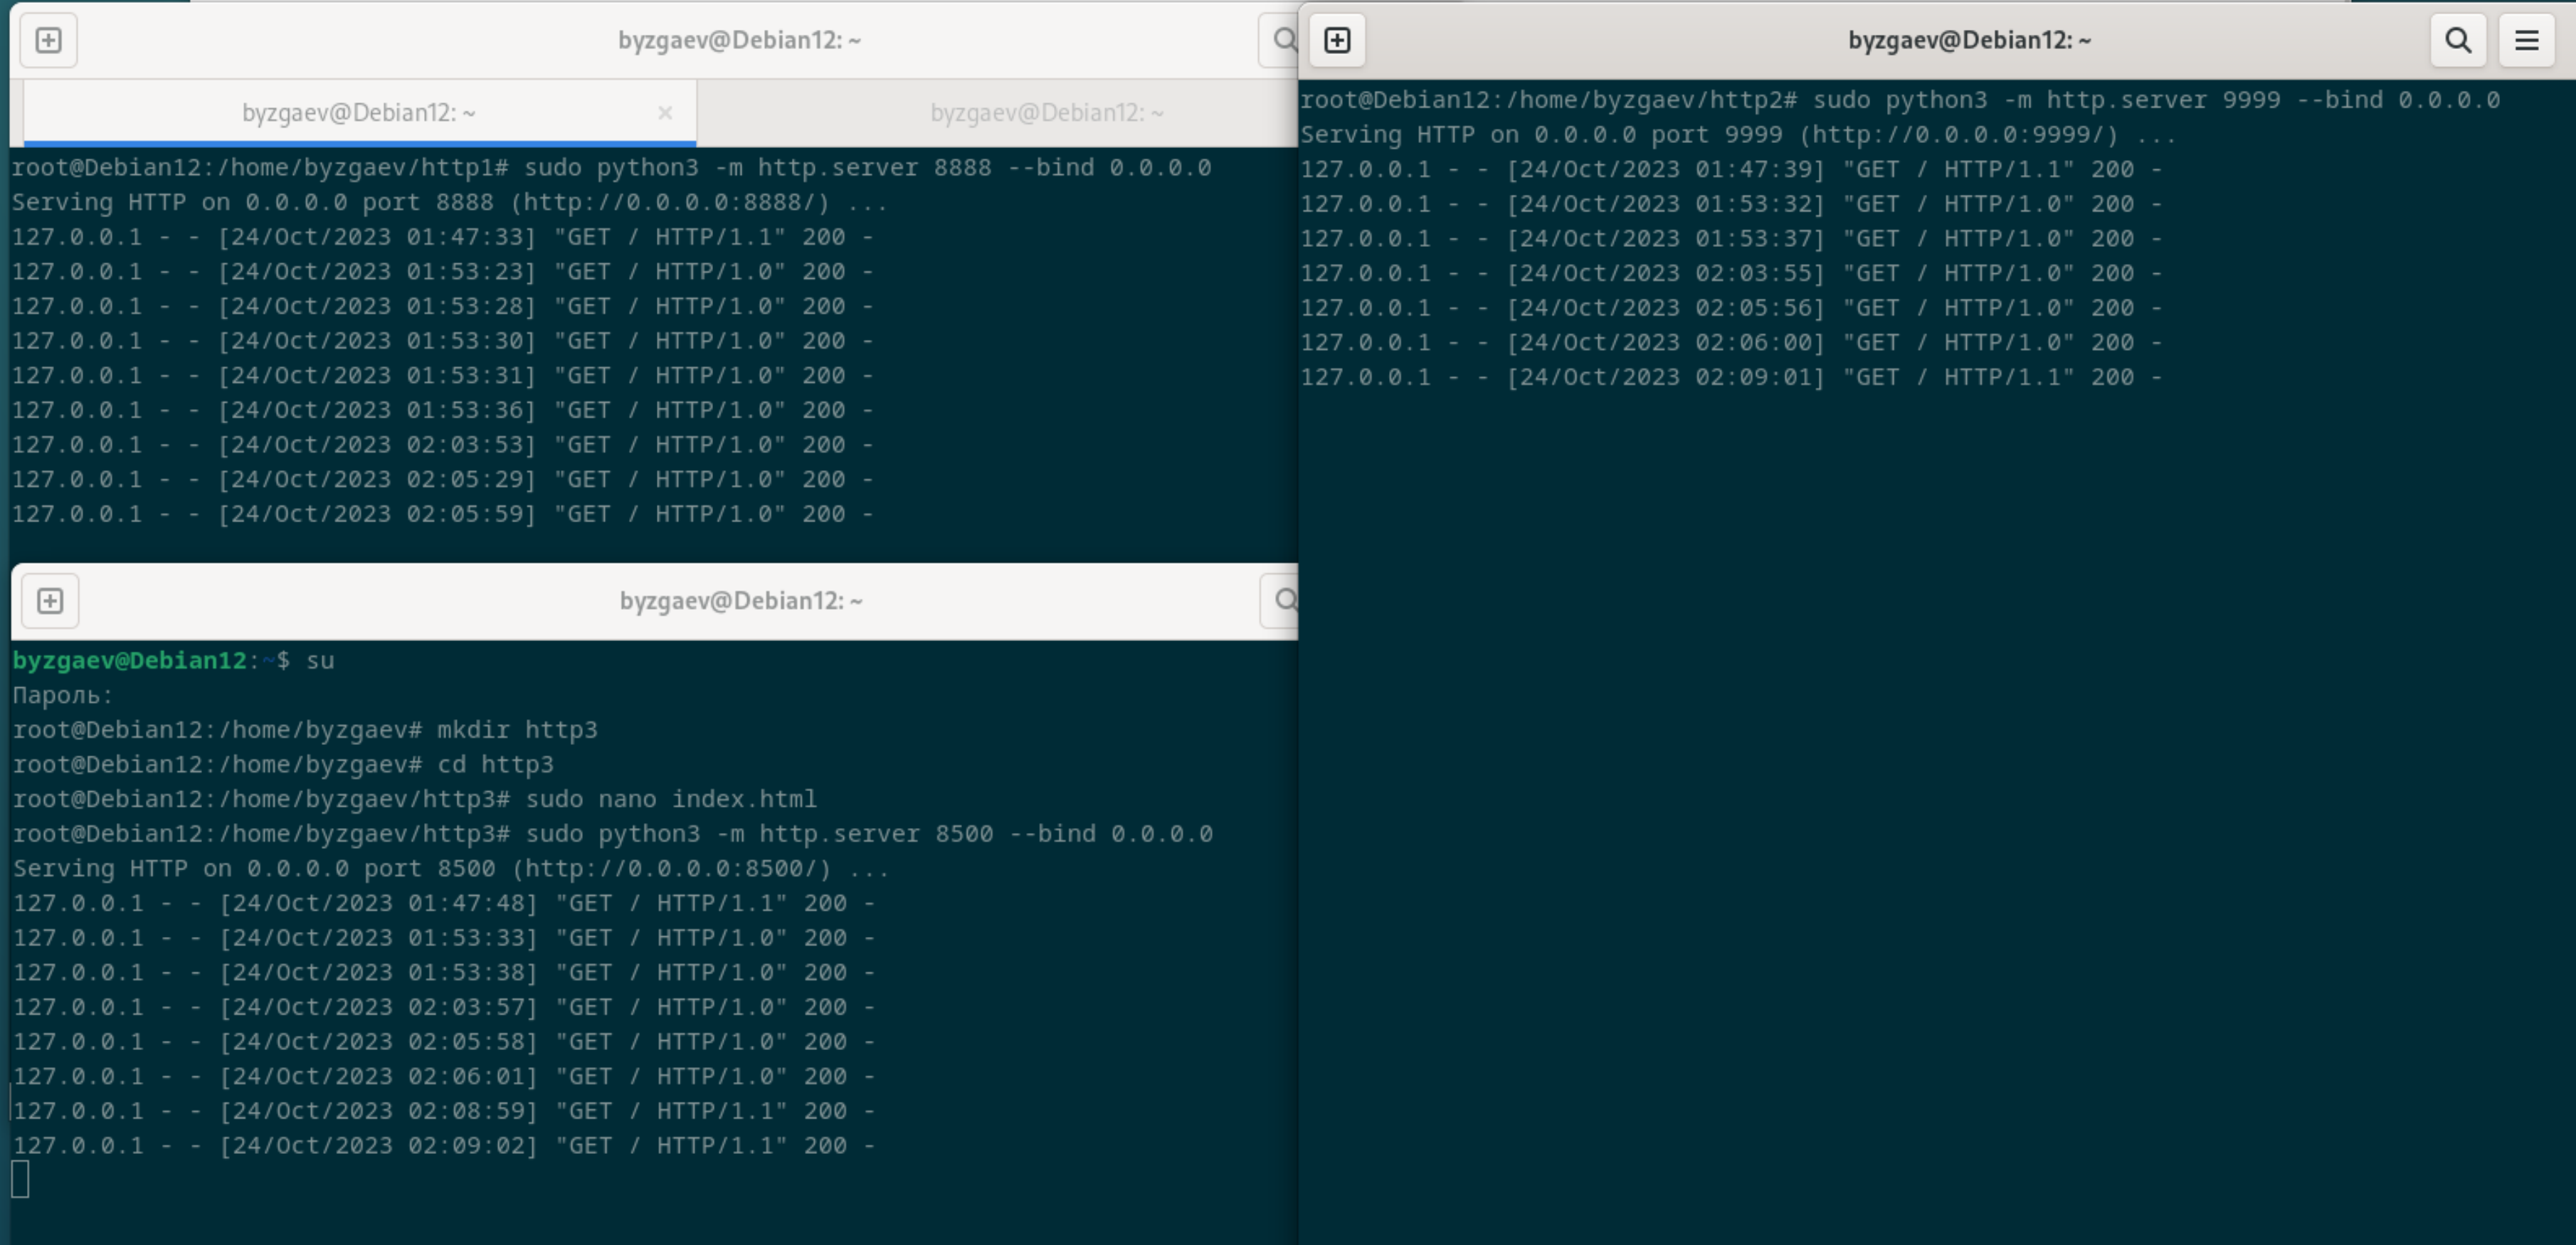 byzgaev@Debian12: ~
byzgaev@Debian12: ~
byzgaev@Debian12: ~
root@Debian12:/home/byzgaev/http1# sudo python3 -m http.server 8888 --bind 0.0.0.0
Serving HTTP on 0.0.0.0 port 8888 (http://0.0.0.0:8888/) ...
127.0.0.1 - - [24/Oct/2023 01:47:33] "GET / HTTP/1.1" 200 -
127.0.0.1 - - [24/Oct/2023 01:53:23] "GET / HTTP/1.0" 200 -
127.0.0.1 - - [24/Oct/2023 01:53:28] "GET / HTTP/1.0" 200 -
127.0.0.1 - - [24/Oct/2023 01:53:30] "GET / HTTP/1.0" 200 -
127.0.0.1 - - [24/Oct/2023 01:53:31] "GET / HTTP/1.0" 200 -
127.0.0.1 - - [24/Oct/2023 01:53:36] "GET / HTTP/1.0" 200 -
127.0.0.1 - - [24/Oct/2023 02:03:53] "GET / HTTP/1.0" 200 -
127.0.0.1 - - [24/Oct/2023 02:05:29] "GET / HTTP/1.0" 200 -
127.0.0.1 - - [24/Oct/2023 02:05:59] "GET / HTTP/1.0" 200 -
byzgaev@Debian12: ~
byzgaev@Debian12:~$ su
Пароль:
root@Debian12:/home/byzgaev# mkdir http3
root@Debian12:/home/byzgaev# cd http3
root@Debian12:/home/byzgaev/http3# sudo nano index.html
root@Debian12:/home/byzgaev/http3# sudo python3 -m http.server 8500 --bind 0.0.0.0
Serving HTTP on 0.0.0.0 port 8500 (http://0.0.0.0:8500/) ...
127.0.0.1 - - [24/Oct/2023 01:47:48] "GET / HTTP/1.1" 200 -
127.0.0.1 - - [24/Oct/2023 01:53:33] "GET / HTTP/1.0" 200 -
127.0.0.1 - - [24/Oct/2023 01:53:38] "GET / HTTP/1.0" 200 -
127.0.0.1 - - [24/Oct/2023 02:03:57] "GET / HTTP/1.0" 200 -
127.0.0.1 - - [24/Oct/2023 02:05:58] "GET / HTTP/1.0" 200 -
127.0.0.1 - - [24/Oct/2023 02:06:01] "GET / HTTP/1.0" 200 -
127.0.0.1 - - [24/Oct/2023 02:08:59] "GET / HTTP/1.1" 200 -
127.0.0.1 - - [24/Oct/2023 02:09:02] "GET / HTTP/1.1" 200 -
byzgaev@Debian12: ~
root@Debian12:/home/byzgaev/http2# sudo python3 -m http.server 9999 --bind 0.0.0.0
Serving HTTP on 0.0.0.0 port 9999 (http://0.0.0.0:9999/) ...
127.0.0.1 - - [24/Oct/2023 01:47:39] "GET / HTTP/1.1" 200 -
127.0.0.1 - - [24/Oct/2023 01:53:32] "GET / HTTP/1.0" 200 -
127.0.0.1 - - [24/Oct/2023 01:53:37] "GET / HTTP/1.0" 200 -
127.0.0.1 - - [24/Oct/2023 02:03:55] "GET / HTTP/1.0" 200 -
127.0.0.1 - - [24/Oct/2023 02:05:56] "GET / HTTP/1.0" 200 -
127.0.0.1 - - [24/Oct/2023 02:06:00] "GET / HTTP/1.0" 200 -
127.0.0.1 - - [24/Oct/2023 02:09:01] "GET / HTTP/1.1" 200 -